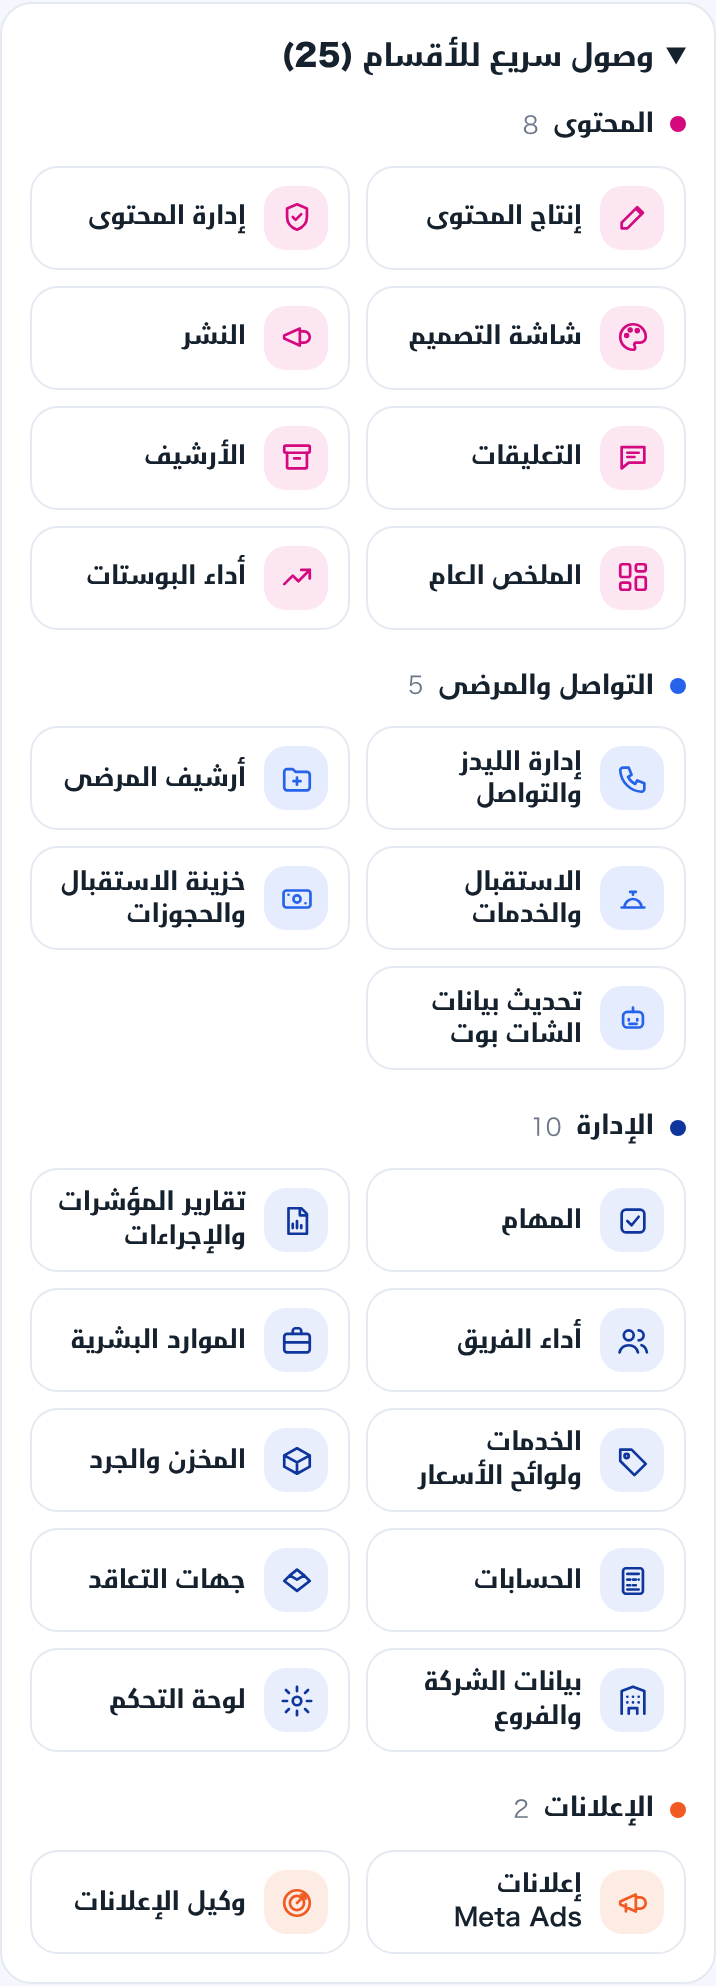 ▼ وصول سريع للأقسام (25)
المحتوى 8
إنتاج المحتوى
إدارة المحتوى
شاشة التصميم
النشر
التعليقات
الأرشيف
الملخص العام
أداء البوستات
التواصل والمرضى 5
إدارة الليدز
والتواصل
أرشيف المرضى
الاستقبال
والخدمات
خزينة الاستقبال
والحجوزات
تحديث بيانات
الشات بوت
الإدارة 10
المهام
تقارير المؤشرات
والإجراءات
أداء الفريق
الموارد البشرية
الخدمات
ولوائح الأسعار
المخزن والجرد
الحسابات
جهات التعاقد
بيانات الشركة
والفروع
لوحة التحكم
الإعلانات 2
إعلانات
Meta Ads
وكيل الإعلانات